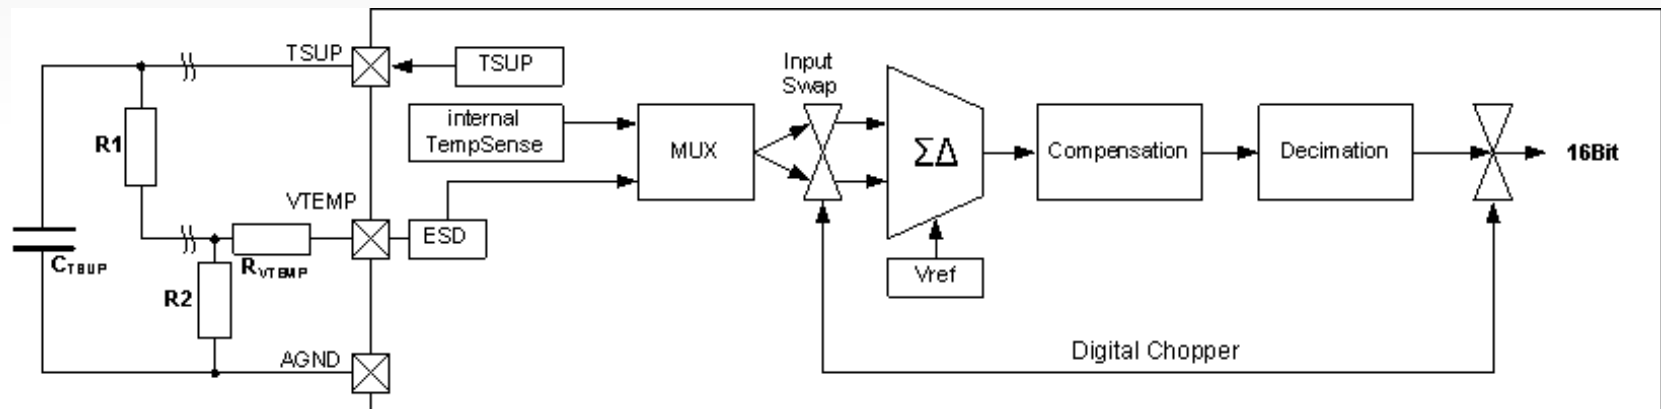 TSUP
TSUP
Input
Swap
internal
TempSense
R1
MUX
ΣΔ
Compensation
Decimation
16Bit
VTEMP
ESD
CTSUP
RVTEMP
R2
Vref
AGND
Digital Chopper